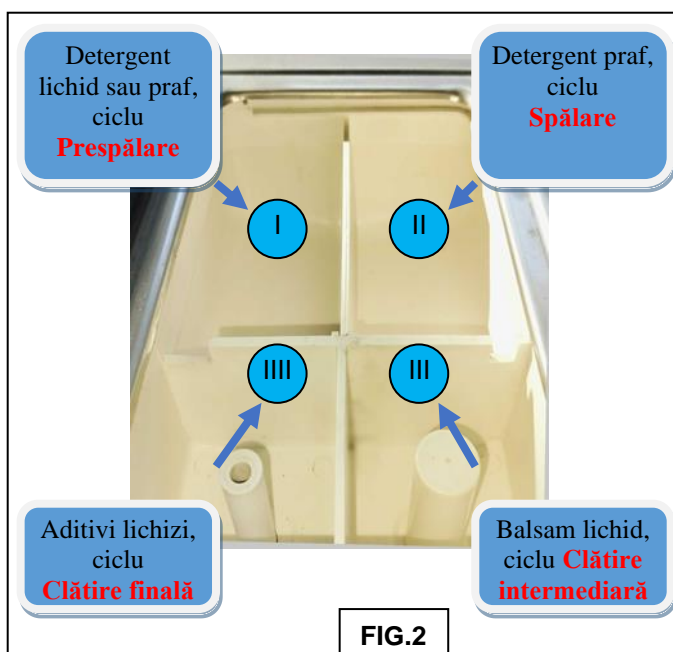 Detergent
lichid sau praf,
ciclu
Prespălare
Detergent praf,
ciclu
Spălare
I
II
IIII
III
Aditivi lichizi,
ciclu
Clătire finală
Balsam lichid,
ciclu Clătire
intermediară
FIG.2